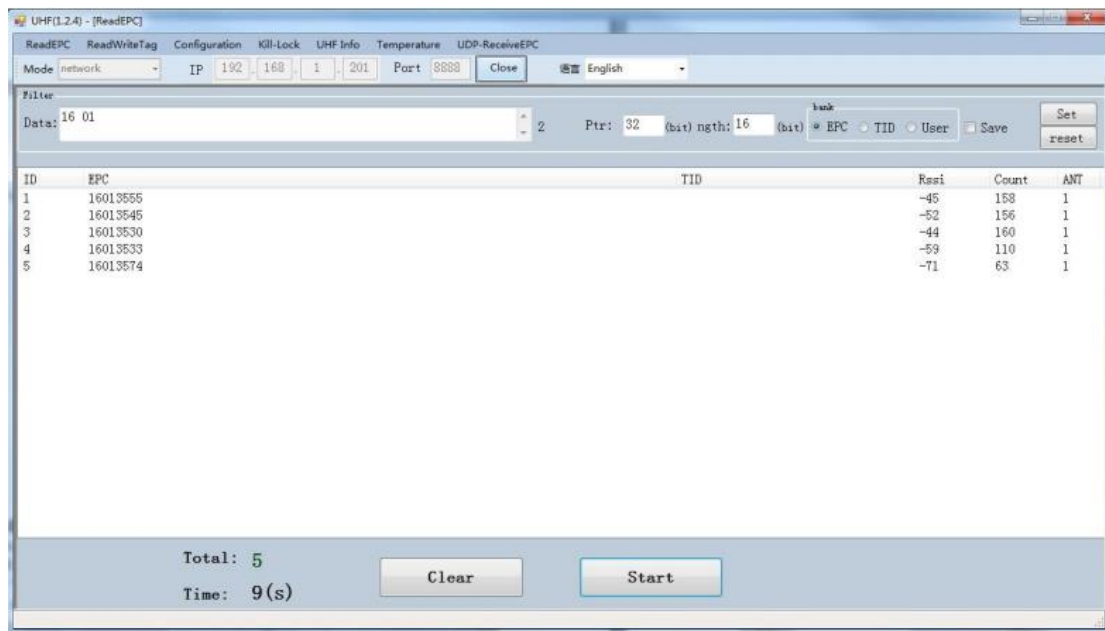 UHF(1.2.4) - [ReadEPC]
ReadEPC ReadWriteTag Configuration Kill-Lock UHF Info Temperature UDP-ReceiveEPC
Mode network IP 192 . 168 . 1 . 201 Port 8888 Close 语言 English
Filter
Data: 16 01 2 Ptr: 32 (bit) ngth: 16 (bit) bank EPC TID User Save Set
reset
ID EPC TID Rssi Count ANT
1 16013555 -45 158 1
2 16013545 -52 156 1
3 16013530 -44 160 1
4 16013533 -59 110 1
5 16013574 -71 63 1
Total: 5
Clear Start
Time: 9(s)